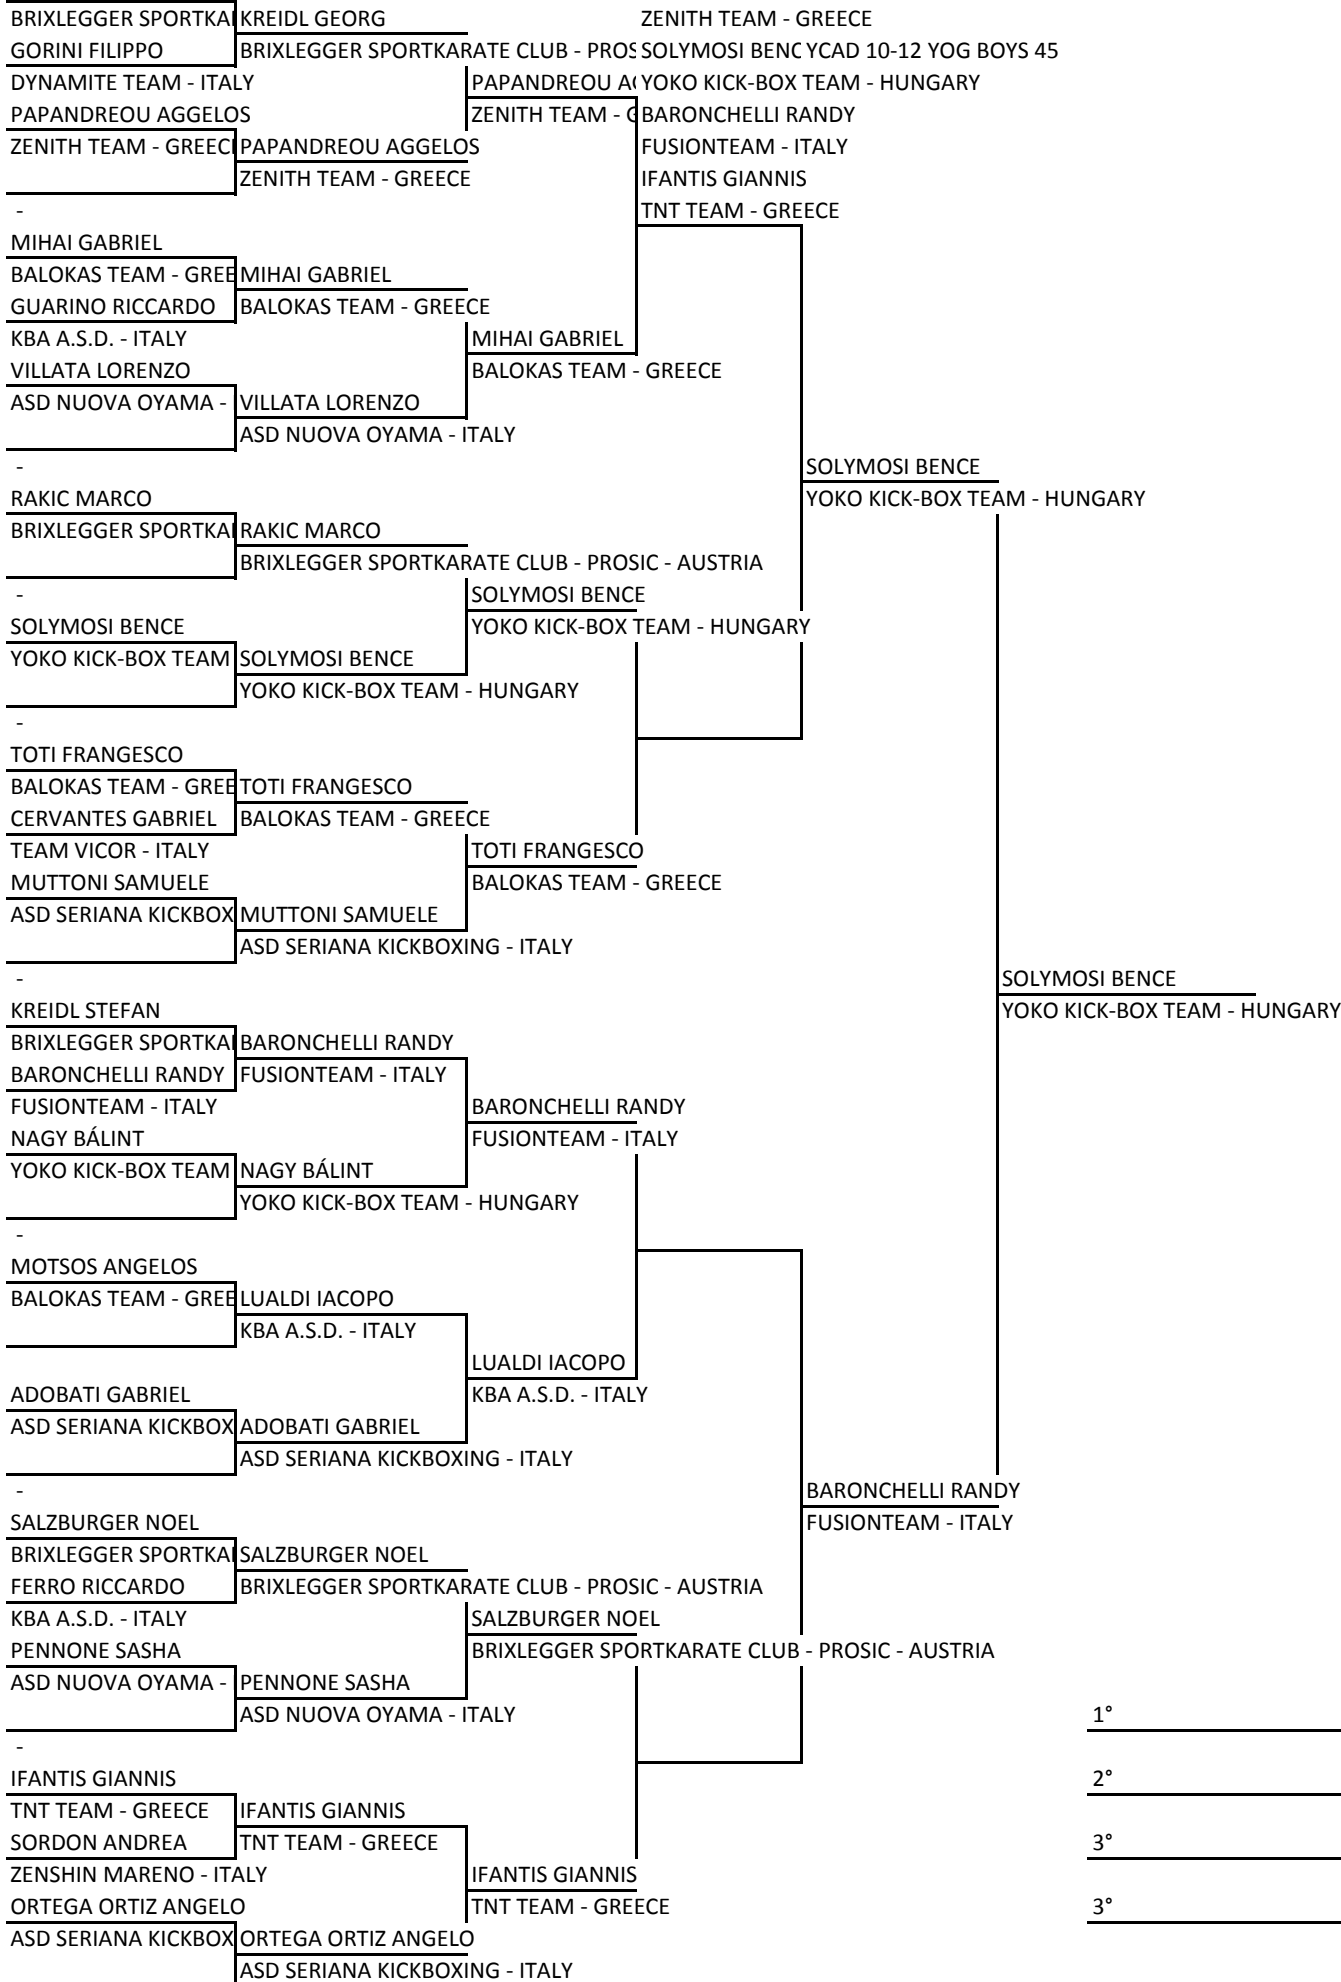 BRIXLEGGER SPORTKA KREIDL GEORG ZENITH TEAM - GREECE
GORINI FILIPPO BRIXLEGGER SPORTKARATE CLUB - PROS SOLYMOSI BENC YCAD 10-12 YOG BOYS 45
DYNAMITE TEAM - ITALY PAPANDREOU A YOKO KICK-BOX TEAM - HUNGARY
PAPANDREOU AGGELOS ZENITH TEAM - G BARONCHELLI RANDY
ZENITH TEAM - GREEC PAPANDREOU AGGELOS FUSIONTEAM - ITALY
ZENITH TEAM - GREECE IFANTIS GIANNIS
- TNT TEAM - GREECE
MIHAI GABRIEL
BALOKAS TEAM - GREE MIHAI GABRIEL
GUARINO RICCARDO BALOKAS TEAM - GREECE
KBA A.S.D. - ITALY MIHAI GABRIEL
VILLATA LORENZO BALOKAS TEAM - GREECE
ASD NUOVA OYAMA - VILLATA LORENZO
ASD NUOVA OYAMA - ITALY
- SOLYMOSI BENCE
RAKIC MARCO YOKO KICK-BOX TEAM - HUNGARY
BRIXLEGGER SPORTKA RAKIC MARCO
BRIXLEGGER SPORTKARATE CLUB - PROSIC - AUSTRIA
- SOLYMOSI BENCE
SOLYMOSI BENCE YOKO KICK-BOX TEAM - HUNGARY
YOKO KICK-BOX TEAM SOLYMOSI BENCE
YOKO KICK-BOX TEAM - HUNGARY
-
TOTI FRANGESCO
BALOKAS TEAM - GREE TOTI FRANGESCO
CERVANTES GABRIEL BALOKAS TEAM - GREECE
TEAM VICOR - ITALY TOTI FRANGESCO
MUTTONI SAMUELE BALOKAS TEAM - GREECE
ASD SERIANA KICKBOX MUTTONI SAMUELE
ASD SERIANA KICKBOXING - ITALY
- SOLYMOSI BENCE
KREIDL STEFAN YOKO KICK-BOX TEAM - HUNGARY
BRIXLEGGER SPORTKA BARONCHELLI RANDY
BARONCHELLI RANDY FUSIONTEAM - ITALY
FUSIONTEAM - ITALY BARONCHELLI RANDY
NAGY BÁLINT FUSIONTEAM - ITALY
YOKO KICK-BOX TEAM NAGY BÁLINT
YOKO KICK-BOX TEAM - HUNGARY
-
MOTSOS ANGELOS
BALOKAS TEAM - GREE LUALDI IACOPO
KBA A.S.D. - ITALY
LUALDI IACOPO
ADOBATI GABRIEL KBA A.S.D. - ITALY
ASD SERIANA KICKBOX ADOBATI GABRIEL
ASD SERIANA KICKBOXING - ITALY
- BARONCHELLI RANDY
SALZBURGER NOEL FUSIONTEAM - ITALY
BRIXLEGGER SPORTKA SALZBURGER NOEL
FERRO RICCARDO BRIXLEGGER SPORTKARATE CLUB - PROSIC - AUSTRIA
KBA A.S.D. - ITALY SALZBURGER NOEL
PENNONE SASHA BRIXLEGGER SPORTKARATE CLUB - PROSIC - AUSTRIA
ASD NUOVA OYAMA - PENNONE SASHA
ASD NUOVA OYAMA - ITALY 1°
-
IFANTIS GIANNIS 2°
TNT TEAM - GREECE IFANTIS GIANNIS
SORDON ANDREA TNT TEAM - GREECE 3°
ZENSHIN MARENO - ITALY IFANTIS GIANNIS
ORTEGA ORTIZ ANGELO TNT TEAM - GREECE 3°
ASD SERIANA KICKBOX ORTEGA ORTIZ ANGELO
ASD SERIANA KICKBOXING - ITALY